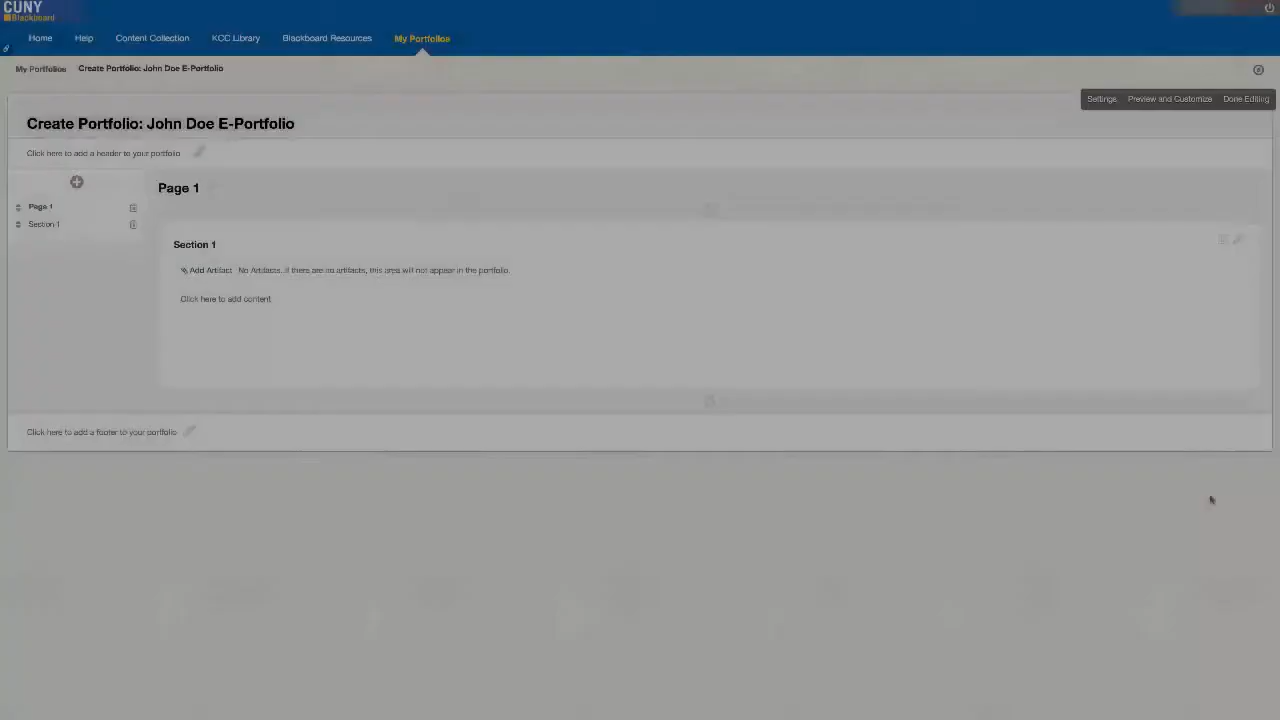 CUNY
Blackboard
Home Help Content Collection KCC Library Blackboard Resources My Portfolios
My Portfolios Create Portfolio: John Doe E-Portfolio
Settings Preview and Customize Done Editing
Create Portfolio: John Doe E-Portfolio
Click here to add a header to your portfolio
Page 1
Section 1
Page 1
Section 1
Add Artifact No Artifacts. If there are no artifacts, this area will not appear in the portfolio.
Click here to add content
Click here to add a footer to your portfolio